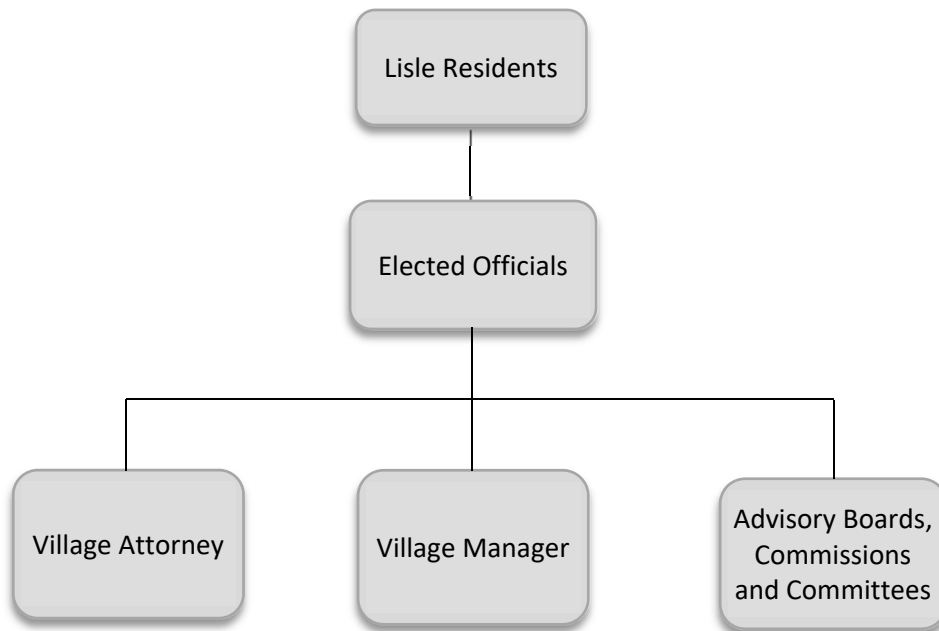 Lisle Residents
Elected Officials
Village Attorney
Village Manager
Advisory Boards,
Commissions
and Committees